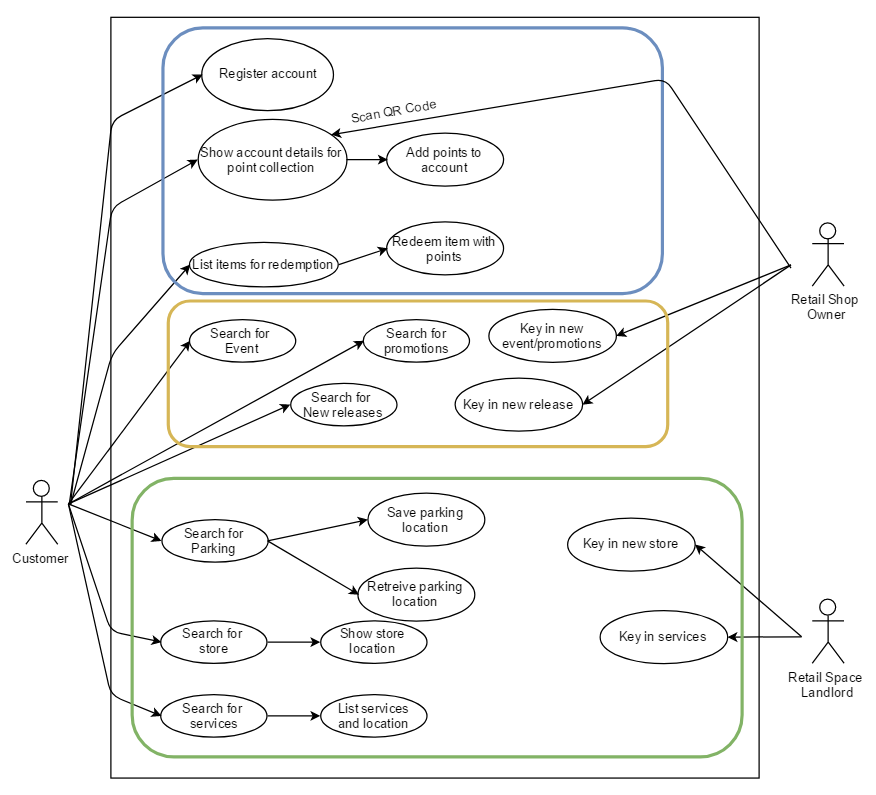 Register account
Scan QR Code
Show account details for
point collection
Add points to
account
List items for redemption
Redeem item with
points
Retail Shop
Owner
Search for
Event
Search for
promotions
Key in new
event/promotions
Search for
New releases
Key in new release
Customer
Search for
Parking
Save parking
location
Retreive parking
location
Key in new store
Search for
store
Show store
location
Key in services
Retail Space
Landlord
Search for
services
List services
and location